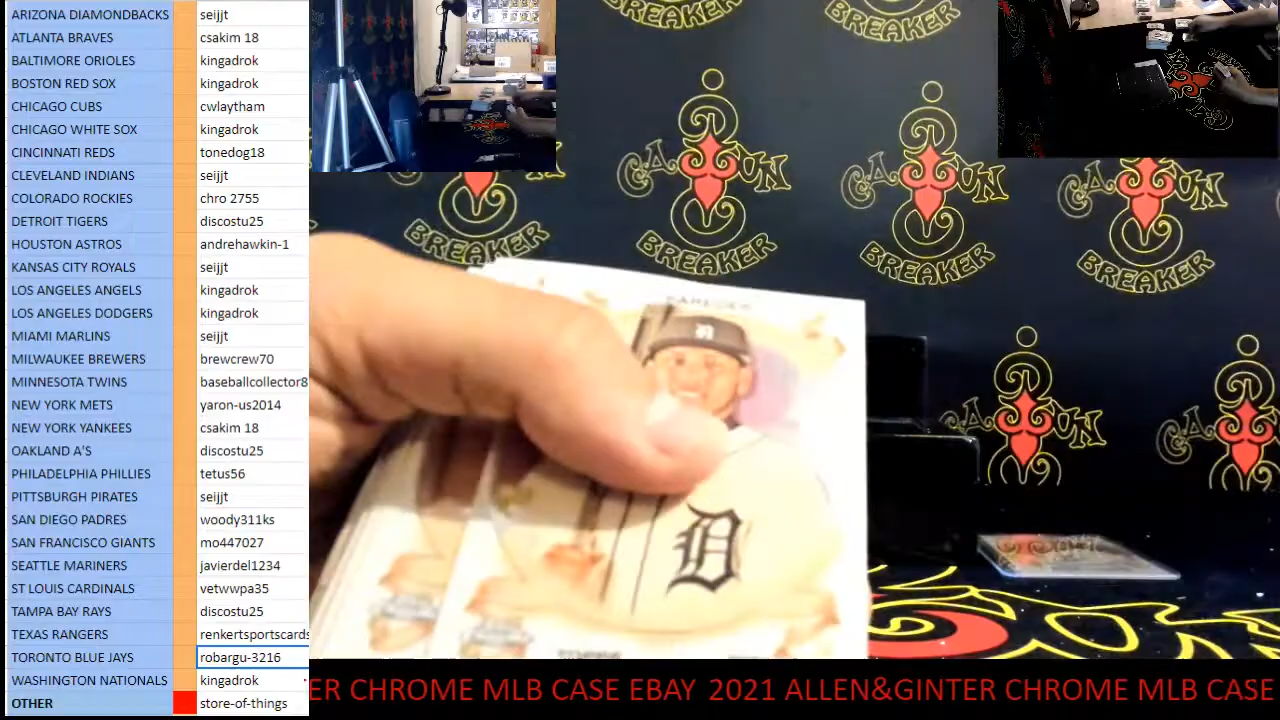 ARIZONA DIAMONDBACKS seijjt
ATLANTA BRAVES csakim 18
BALTIMORE ORIOLES kingadrok
BOSTON RED SOX kingadrok
CHICAGO CUBS cwlaytham
CHICAGO WHITE SOX kingadrok
CINCINNATI REDS tonedog18
CLEVELAND INDIANS seijjt
COLORADO ROCKIES chro 2755
DETROIT TIGERS discostu25
HOUSTON ASTROS andrehawkin-1
KANSAS CITY ROYALS seijjt
LOS ANGELES ANGELS kingadrok
LOS ANGELES DODGERS kingadrok
MIAMI MARLINS seijjt
MILWAUKEE BREWERS brewcrew70
MINNESOTA TWINS baseballcollector8
NEW YORK METS yaron-us2014
NEW YORK YANKEES csakim 18
OAKLAND A'S discostu25
PHILADELPHIA PHILLIES tetus56
PITTSBURGH PIRATES seijjt
SAN DIEGO PADRES woody311ks
SAN FRANCISCO GIANTS mo447027
SEATTLE MARINERS javierdel1234
ST LOUIS CARDINALS vetwwpa35
TAMPA BAY RAYS discostu25
TEXAS RANGERS renkertsportscards
TORONTO BLUE JAYS robargu-3216
WASHINGTON NATIONALS kingadrok
OTHER store-of-things
BREAKER
BREAKER
BREAKER
BREAKER
BREAKER
BREAKER
D
D
ER CHROME MLB CASE EBAY 2021 ALLEN&GINTER CHROME MLB CASE